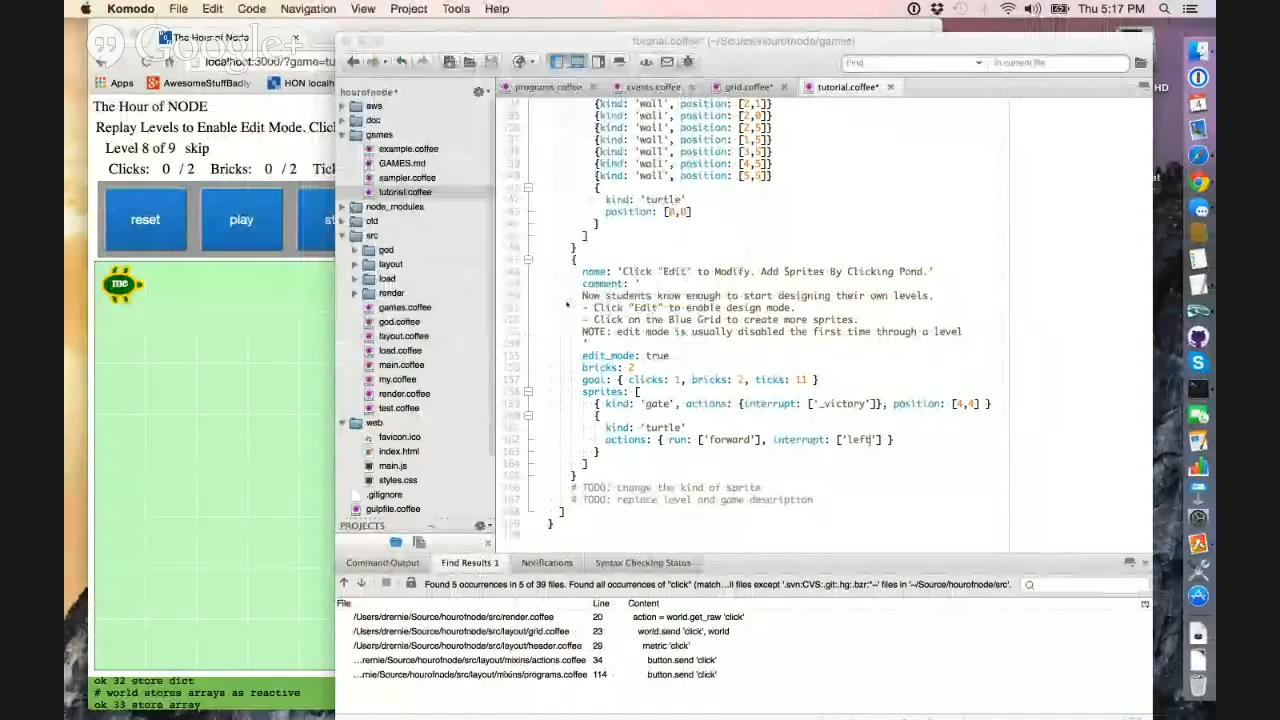 Komodo File Edit Code Navigation View Project Tools Help Thu 5:17 PM
Google+
The Hour of Node
localhost:3000/?game=tu
Apps AwesomeStuffBadly HON localh
The Hour of NODE
Replay Levels to Enable Edit Mode. Clic
Level 8 of 9 skip
Clicks: 0 / 2 Bricks: 0 / 2 Tick
reset play st
me
ok 32 store dict
# world stores arrays as reactive
ok 33 store array
tutorial.coffee* (~/Source/hourofnode/games)
Find in current file
hourofnode*
programs.coffee events.coffee grid.coffee* tutorial.coffee*
aws
doc
games
example.coffee
GAMES.md
sampler.coffee
tutorial.coffee
node_modules
old
src
god
layout
load
render
games.coffee
god.coffee
layout.coffee
load.coffee
main.coffee
my.coffee
render.coffee
test.coffee
web
favicon.ico
index.html
main.js
styles.css
.gitignore
gulpfile.coffee
PROJECTS
{kind: 'wall', position: [2,1]}
{kind: 'wall', position: [2,0]}
{kind: 'wall', position: [2,5]}
{kind: 'wall', position: [1,5]}
{kind: 'wall', position: [3,5]}
{kind: 'wall', position: [4,5]}
{kind: 'wall', position: [5,5]}
{
kind: 'turtle'
position: [0,0]
}
]
}
{
name: 'Click "Edit" to Modify. Add Sprites By Clicking Pond.'
comment: '
Now students know enough to start designing their own levels.
- Click "Edit" to enable design mode.
- Click on the Blue Grid to create more sprites.
NOTE: edit mode is usually disabled the first time through a level
'
edit_mode: true
bricks: 2
goal: { clicks: 1, bricks: 2, ticks: 11 }
sprites: [
{ kind: 'gate', actions: {interrupt: ['_victory']}, position: [4,4] }
{
kind: 'turtle'
actions: { run: ['forward'], interrupt: ['left'] }
}
]
}
# TODO: change the kind of sprite
# TODO: replace level and game description
]
}
Command Output Find Results 1 Notifications Syntax Checking Status
Found 5 occurrences in 5 of 39 files. Found all occurrences of "click" (match...ll files except '.svn:CVS:.git:.hg:.bzr:*~' files in '~/Source/hourofnode/src'.
File Line Content
/Users/drernie/Source/hourofnode/src/render.coffee 20 action = world.get_raw 'click'
/Users/drernie/Source/hourofnode/src/layout/grid.coffee 23 world.send 'click', world
/Users/drernie/Source/hourofnode/src/layout/header.coffee 29 metric 'click'
...rernie/Source/hourofnode/src/layout/mixins/actions.coffee 34 button.send 'click'
...rnie/Source/hourofnode/src/layout/mixins/programs.coffee 114 button.send 'click'
HD